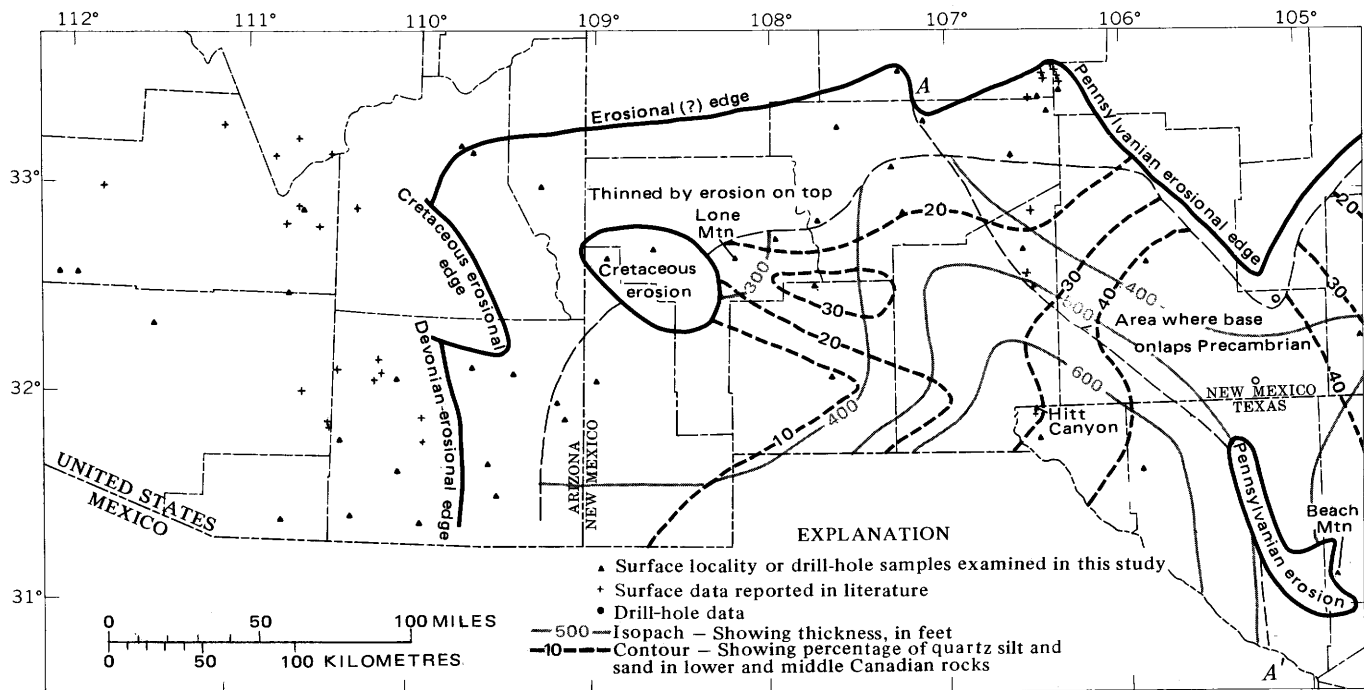 112° 111° 110° 109° 108° 107° 106° 105°
33°
32°
31°
Erosional (?) edge
A
Pennsylvanian erosional edge
Cretaceous erosional
edge
Devonian-erosional edge
Thinned by erosion on top
Lone
Mtn
Cretaceous
erosion
300
20
30
20
10
400
30
40
400
500
600
20
30
40
Area where base
onlaps Precambrian
NEW MEXICO
TEXAS
Hitt
Canyon
ARIZONA
NEW MEXICO
UNITED STATES
MEXICO
Pennsylvanian erosion
Beach
Mtn
A'
EXPLANATION
▲ Surface locality or drill-hole samples examined in this study
+ Surface data reported in literature
● Drill-hole data
500 Isopach – Showing thickness, in feet
10 Contour – Showing percentage of quartz silt and
sand in lower and middle Canadian rocks
0 50 100 MILES
0 50 100 KILOMETRES